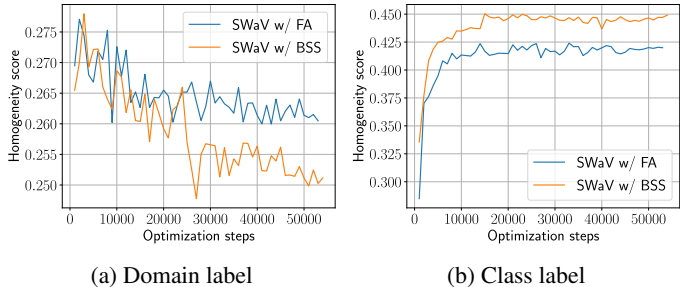 SWaV w/ FA
SWaV w/ BSS
0.275
0.270
0.265
0.260
0.255
0.250
Homogeneity score
0
10000
20000
30000
40000
50000
Optimization steps
(a) Domain label
SWaV w/ FA
SWaV w/ BSS
0.450
0.425
0.400
0.375
0.350
0.325
0.300
Homogeneity score
0
10000
20000
30000
40000
50000
Optimization steps
(b) Class label